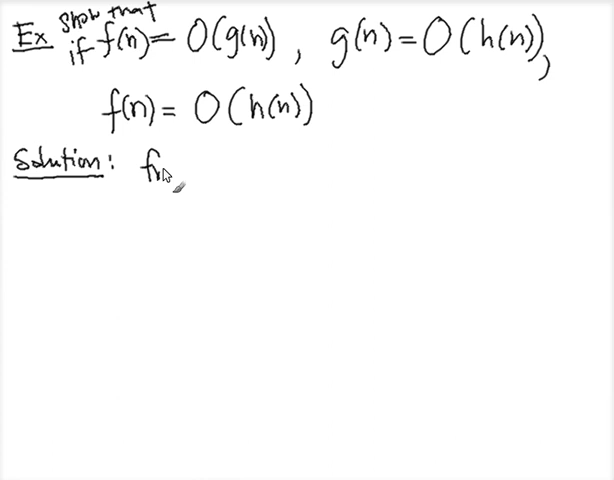 Ex Show that
if f(n) = O(g(n)), g(n) = O(h(n)),
f(n) = O(h(n))
Solution: